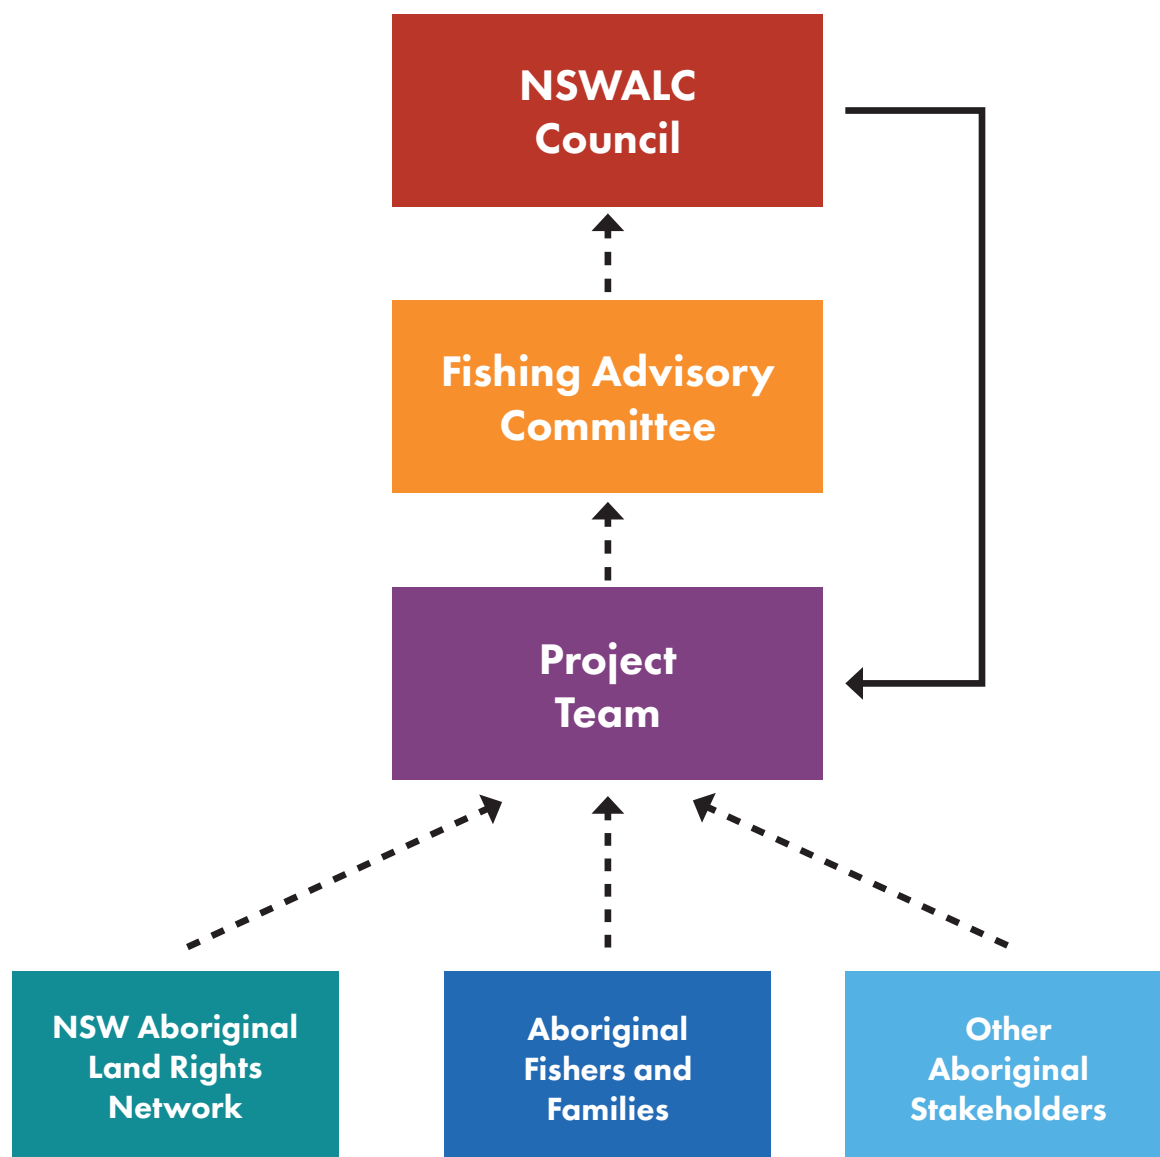 NSWALC
Council
Fishing Advisory
Committee
Project
Team
NSW Aboriginal
Land Rights
Network
Aboriginal
Fishers and
Families
Other
Aboriginal
Stakeholders